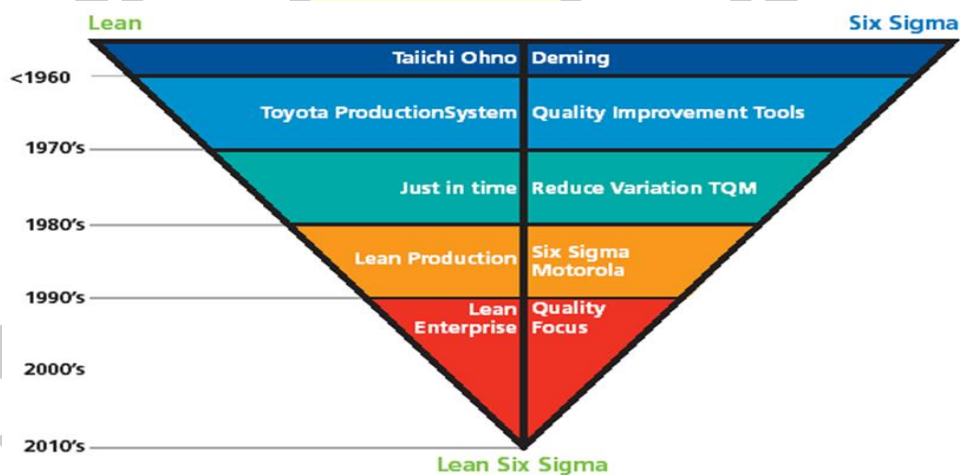 Lean
Six Sigma
<1960
Taiichi Ohno
Deming
Toyota ProductionSystem
Quality Improvement Tools
1970's
Just in time
Reduce Variation TQM
1980's
Lean Production
Six Sigma
Motorola
1990's
Lean
Enterprise
Quality
Focus
2000's
2010's
Lean Six Sigma